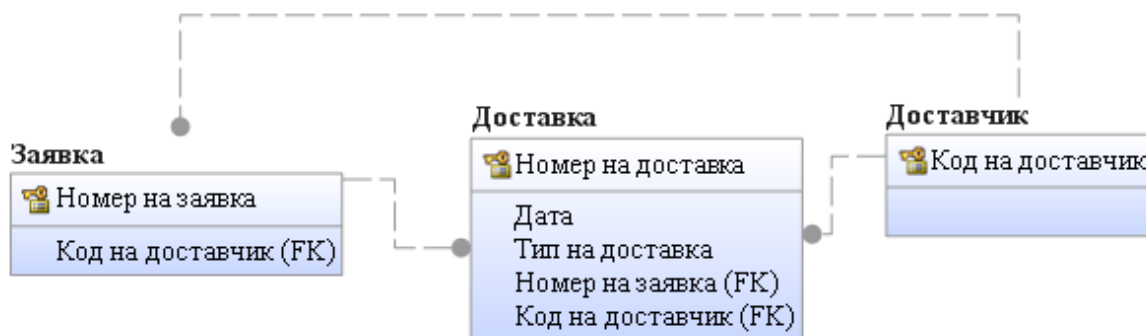 Заявка
Номер на заявка
Код на доставчик (FK)
Доставка
Номер на доставка
Дата
Тип на доставка
Номер на заявка (FK)
Код на доставчик (FK)
Доставчик
Код на доставчик